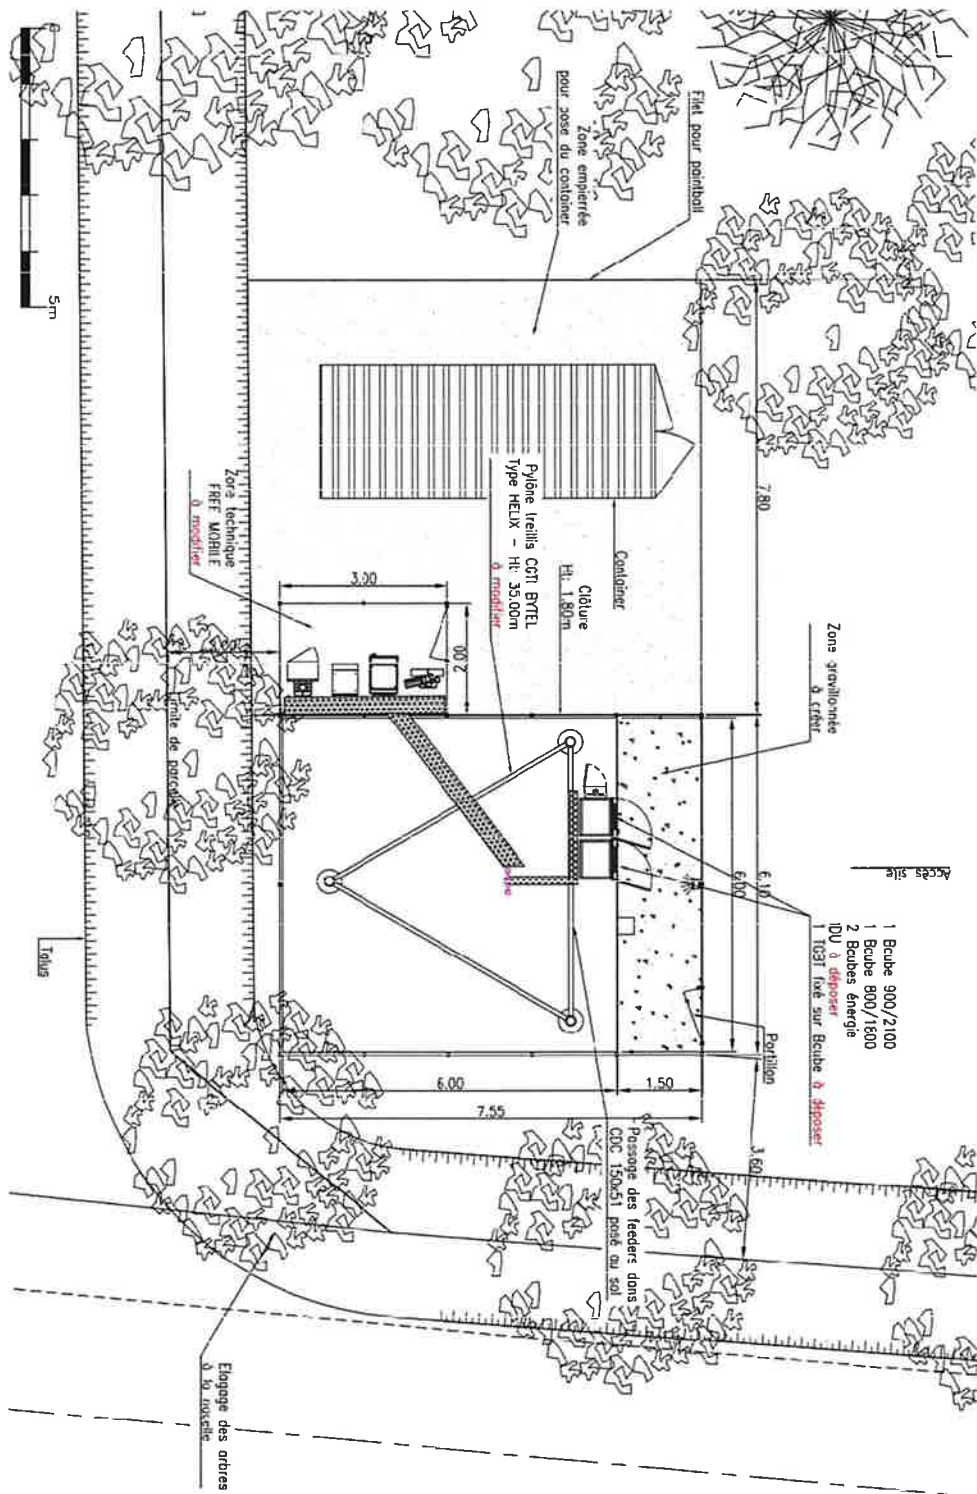 Filet pour paintball
Zone empierrée
pour pose du container
0
5m
7.80
Container
Clôture
Ht: 1.80m
Pylône treillis CGTI BYTEL
Type HELIX - Ht: 35.00m
à modifier
Zone technique
FREE MOBILE
à modifier
3.00
2.00
Zone gravillonnée
à créer
Accès site
6.10
6.00
1 Bcube 900/2100
1 Bcube 800/1800
2 Bcubes énergie
IDU à déposer
1 TGBT fixé sur Bcube à déposer
Portillon
Limite de parcelle
6.00
1.50
7.55
3.60
Passage des feeders dans
CDC 150x51 posé au sol
Talus
Elagage des arbres
à la nacelle